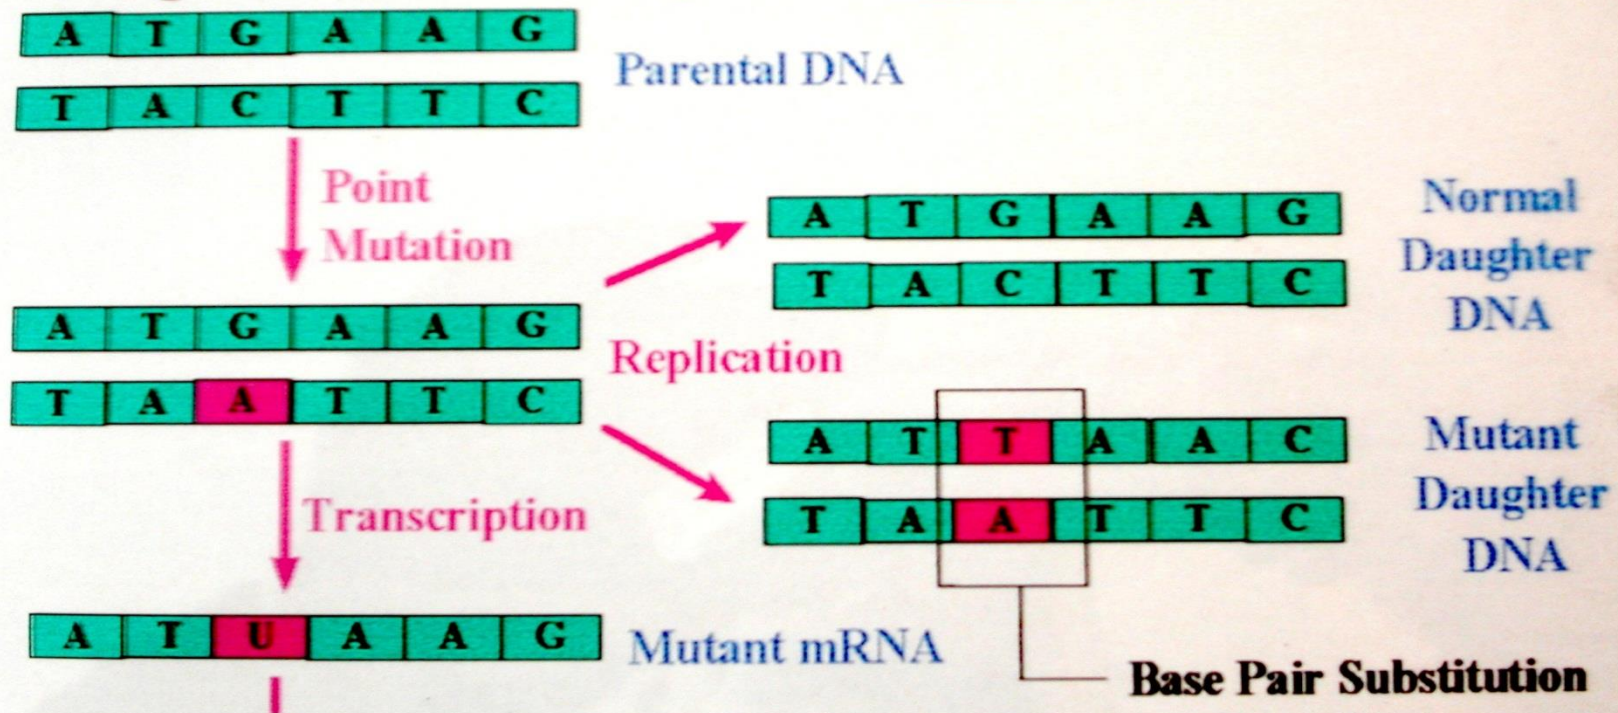 A T G A A G
Parental DNA
T A C T T C
Point
Mutation
A T G A A G
Normal
Daughter
DNA
T A C T T C
A T G A A G
Replication
T A A T T C
A T T A A C
Mutant
Daughter
DNA
T A A T T C
Transcription
A T U A A G
Mutant mRNA
Base Pair Substitution